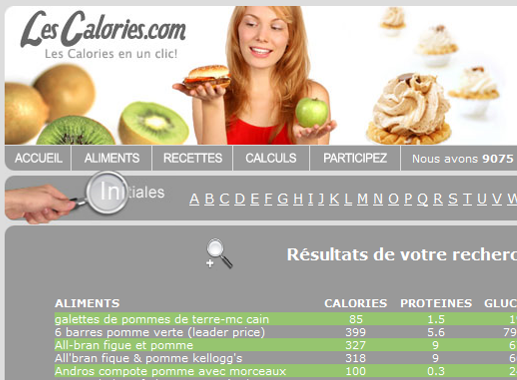 LesCalories.com
Les Calories en un clic!
ACCUEIL ALIMENTS RECETTES CALCULS PARTICIPEZ Nous avons 9075
Initiales A B C D E F G H I J K L M N O P Q R S T U V W
Résultats de votre recherc
ALIMENTS CALORIES PROTEINES GLUC
galettes de pommes de terre-mc cain 85 1.5
6 barres pomme verte (leader price) 399 5.6 79
All-bran figue et pomme 327 9 6
All'bran figue & pomme kellogg's 318 9 6
Andros compote pomme avec morceaux 100 0.3 2